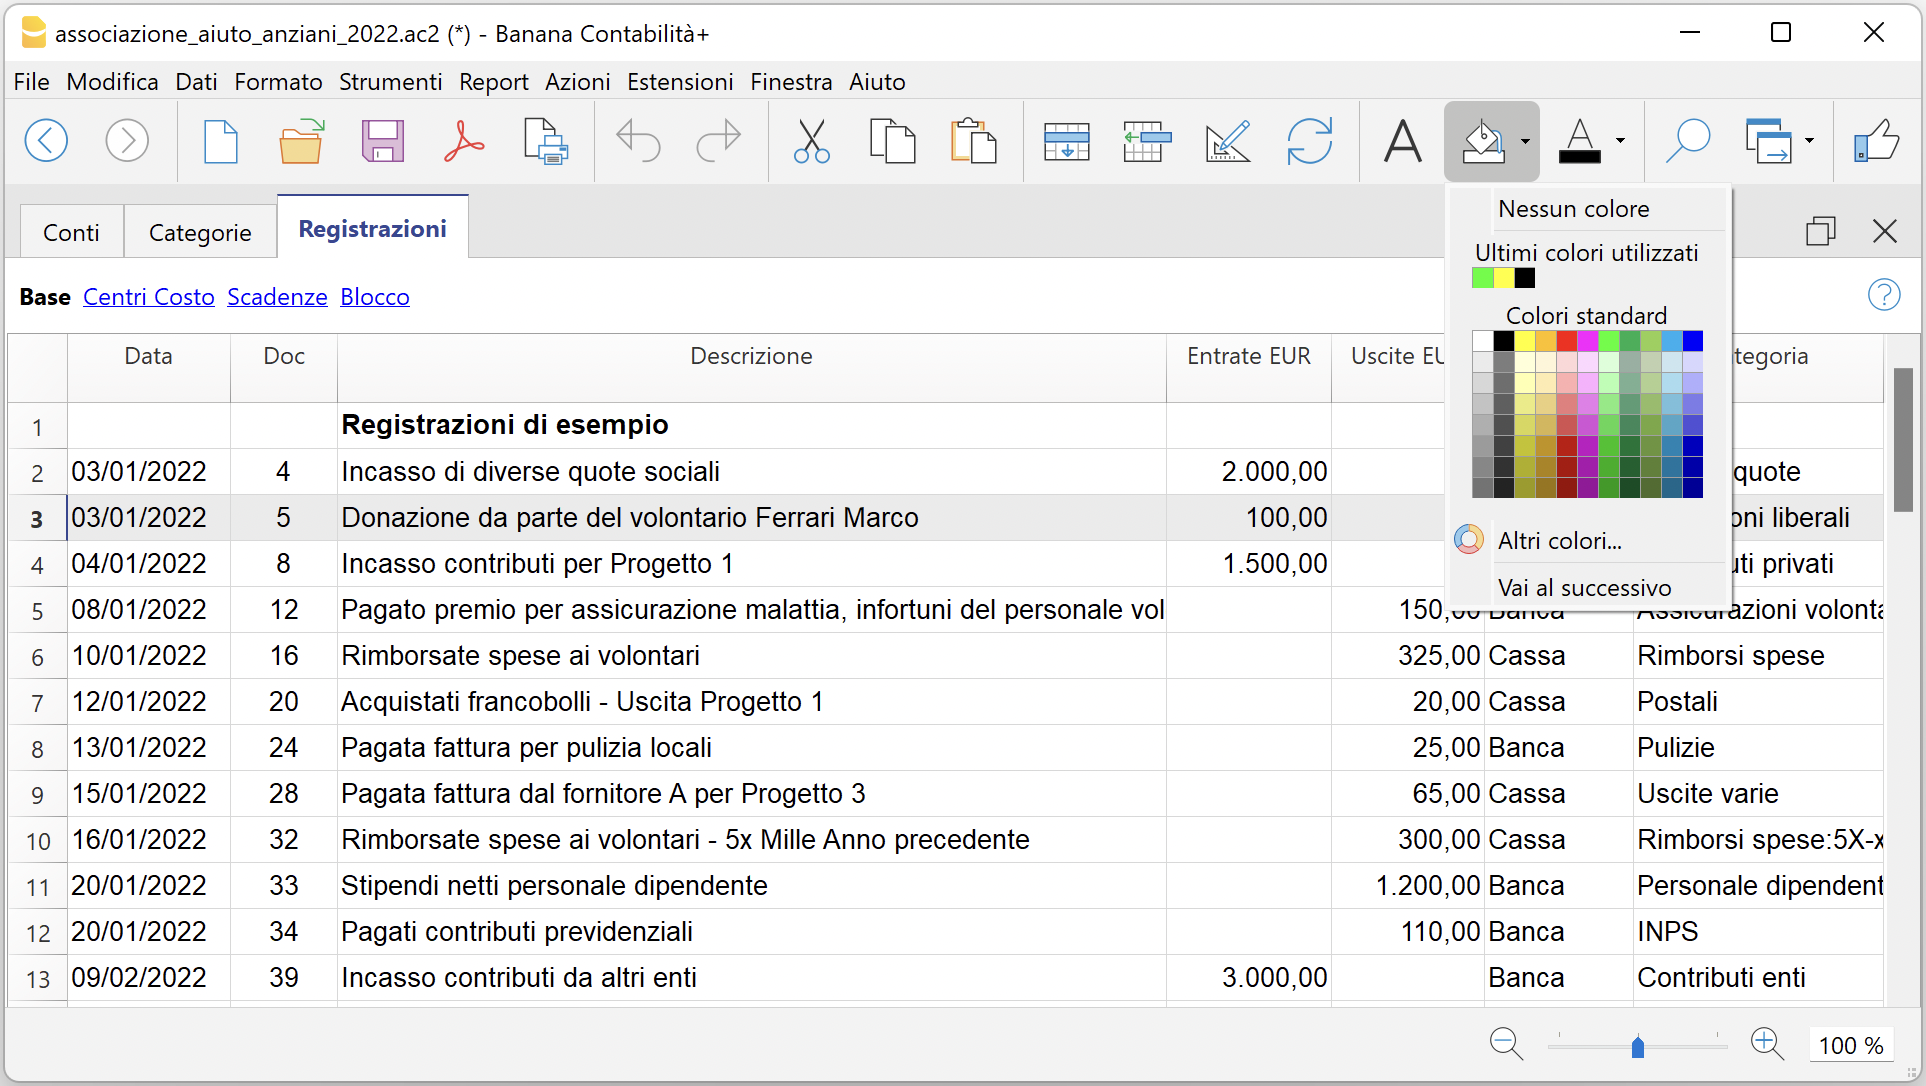 associazione_aiuto_anziani_2022.ac2 (*) - Banana Contabilità+
File Modifica Dati Formato Strumenti Report Azioni Estensioni Finestra Aiuto
Conti Categorie Registrazioni
Nessun colore
Ultimi colori utilizzati
Colori standard
Altri colori...
Vai al successivo
Base Centri Costo Scadenze Blocco
Data Doc Descrizione Entrate EUR Uscite EU tegoria
1 Registrazioni di esempio
2 03/01/2022 4 Incasso di diverse quote sociali 2.000,00 quote
3 03/01/2022 5 Donazione da parte del volontario Ferrari Marco 100,00 oni liberali
4 04/01/2022 8 Incasso contributi per Progetto 1 1.500,00 uti privati
5 08/01/2022 12 Pagato premio per assicurazione malattia, infortuni del personale vol 150,00 Banca Assicurazioni volonta
6 10/01/2022 16 Rimborsate spese ai volontari 325,00 Cassa Rimborsi spese
7 12/01/2022 20 Acquistati francobolli - Uscita Progetto 1 20,00 Cassa Postali
8 13/01/2022 24 Pagata fattura per pulizia locali 25,00 Banca Pulizie
9 15/01/2022 28 Pagata fattura dal fornitore A per Progetto 3 65,00 Cassa Uscite varie
10 16/01/2022 32 Rimborsate spese ai volontari - 5x Mille Anno precedente 300,00 Cassa Rimborsi spese:5X-x
11 20/01/2022 33 Stipendi netti personale dipendente 1.200,00 Banca Personale dipendent
12 20/01/2022 34 Pagati contributi previdenziali 110,00 Banca INPS
13 09/02/2022 39 Incasso contributi da altri enti 3.000,00 Banca Contributi enti
100 %